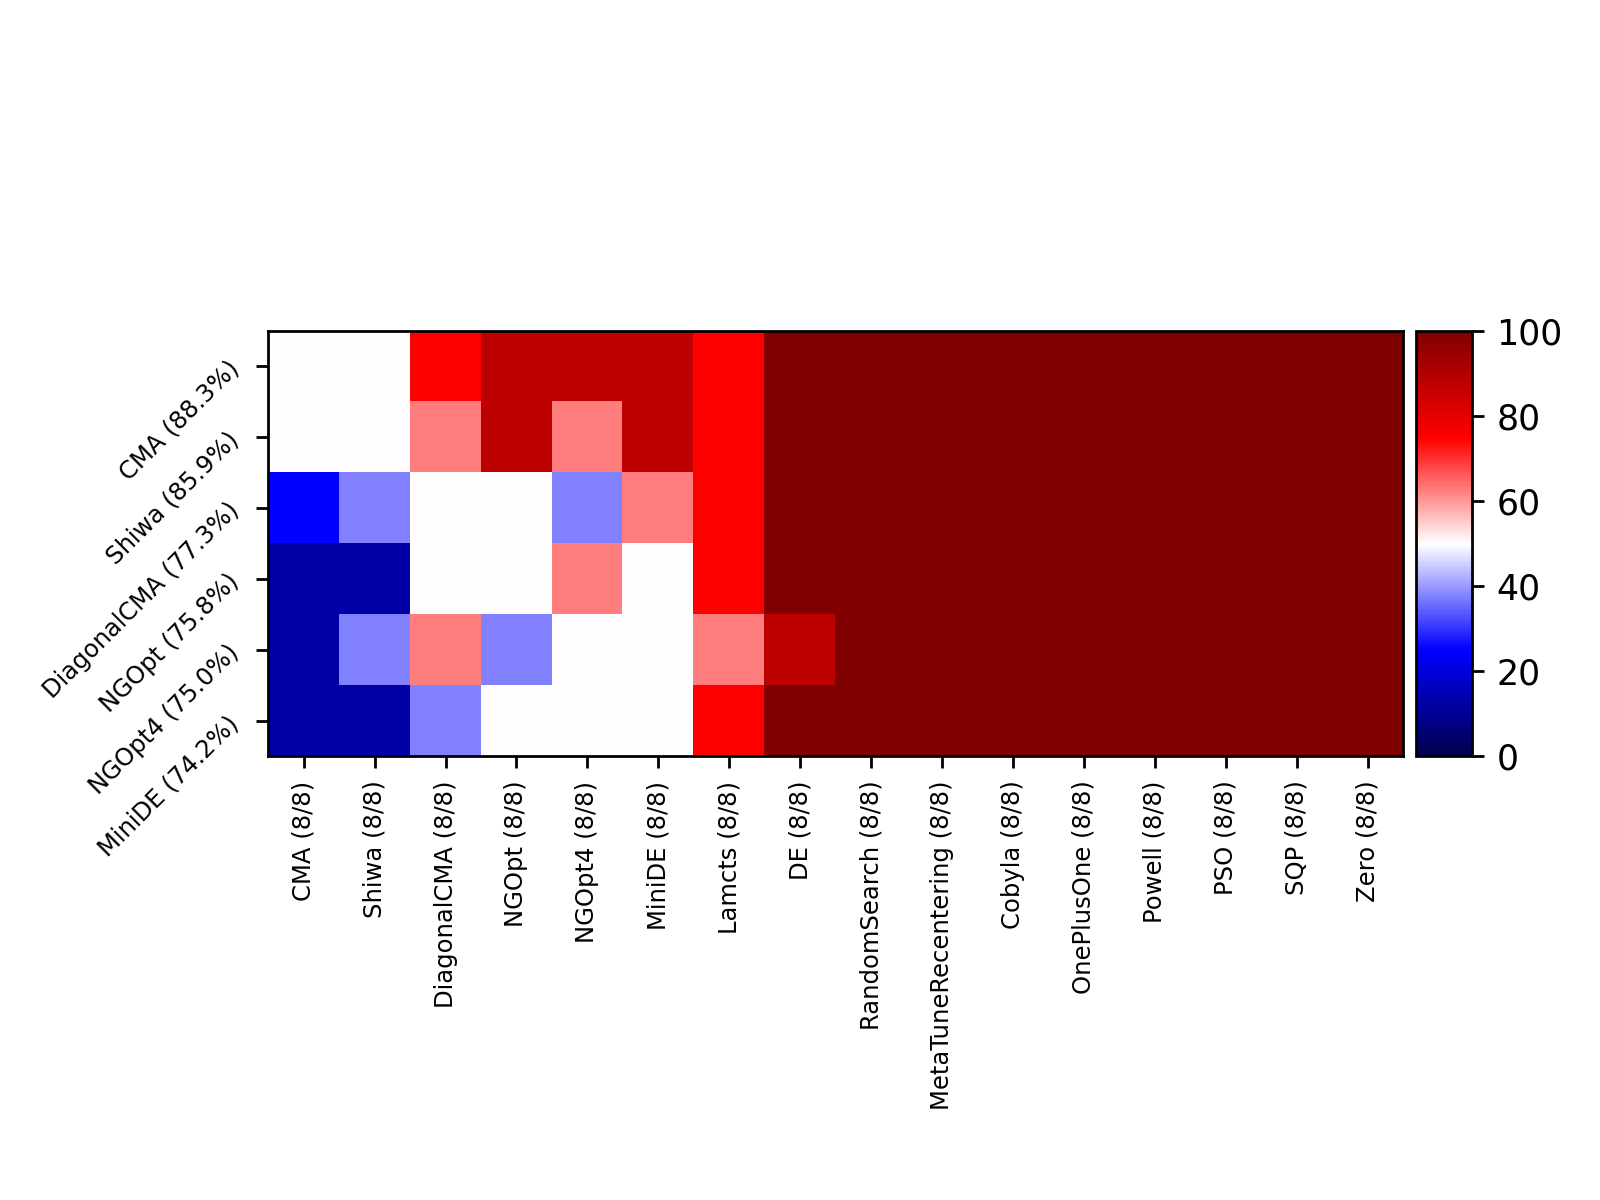 CMA (88.3%)
Shiwa (85.9%)
DiagonalCMA (77.3%)
NGOpt (75.8%)
NGOpt4 (75.0%)
MiniDE (74.2%)
CMA (8/8)
Shiwa (8/8)
DiagonalCMA (8/8)
NGOpt (8/8)
NGOpt4 (8/8)
MiniDE (8/8)
Lamcts (8/8)
DE (8/8)
RandomSearch (8/8)
MetaTuneRecentering (8/8)
Cobyla (8/8)
OnePlusOne (8/8)
Powell (8/8)
PSO (8/8)
SQP (8/8)
Zero (8/8)
100
80
60
40
20
0